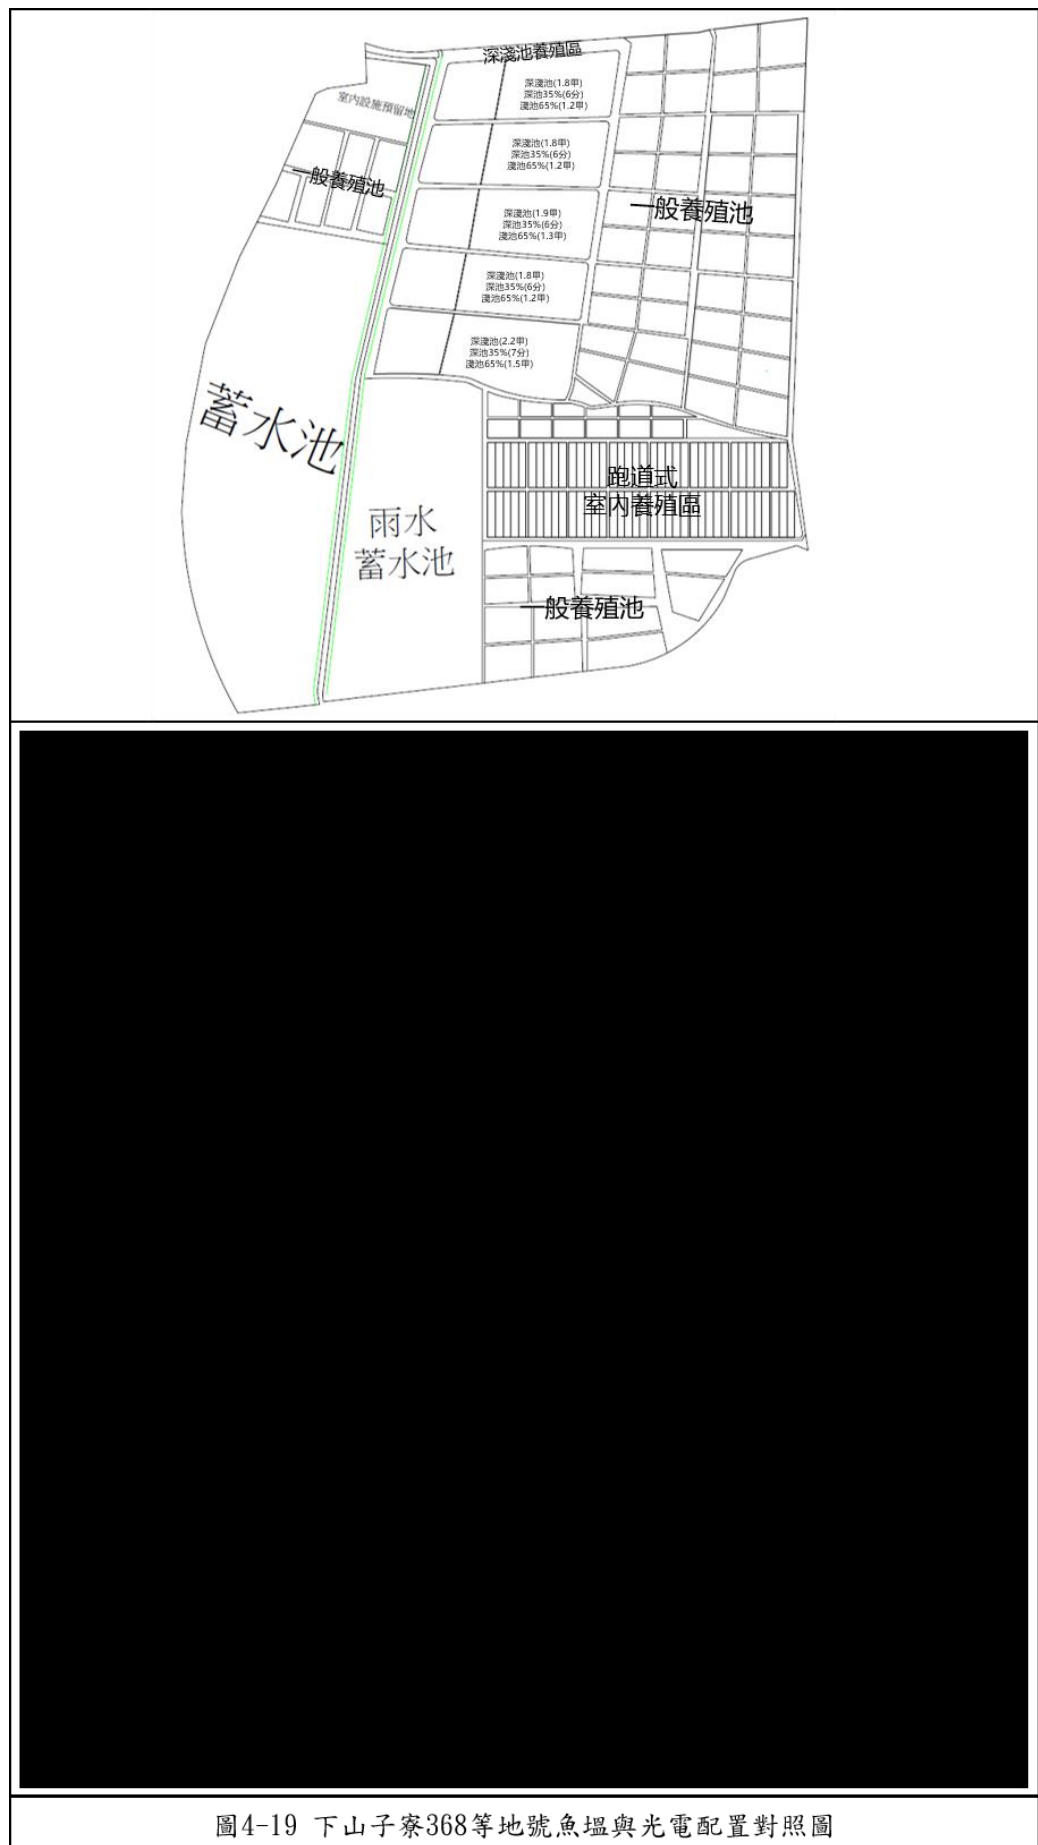 深淺池養殖區
深淺池(1.8甲)
深池35%(6分)
淺池65%(1.2甲)
室內設施預留地
深淺池(1.8甲)
深池35%(6分)
淺池65%(1.2甲)
一般養殖池
一般養殖池
深淺池(1.9甲)
深池35%(6分)
淺池65%(1.3甲)
深淺池(1.8甲)
深池35%(6分)
淺池65%(1.2甲)
深淺池(2.2甲)
深池35%(7分)
淺池65%(1.5甲)
蓄水池
跑道式
室內養殖區
雨水
蓄水池
一般養殖池
圖4-19 下山子寮368等地號魚塭與光電配置對照圖